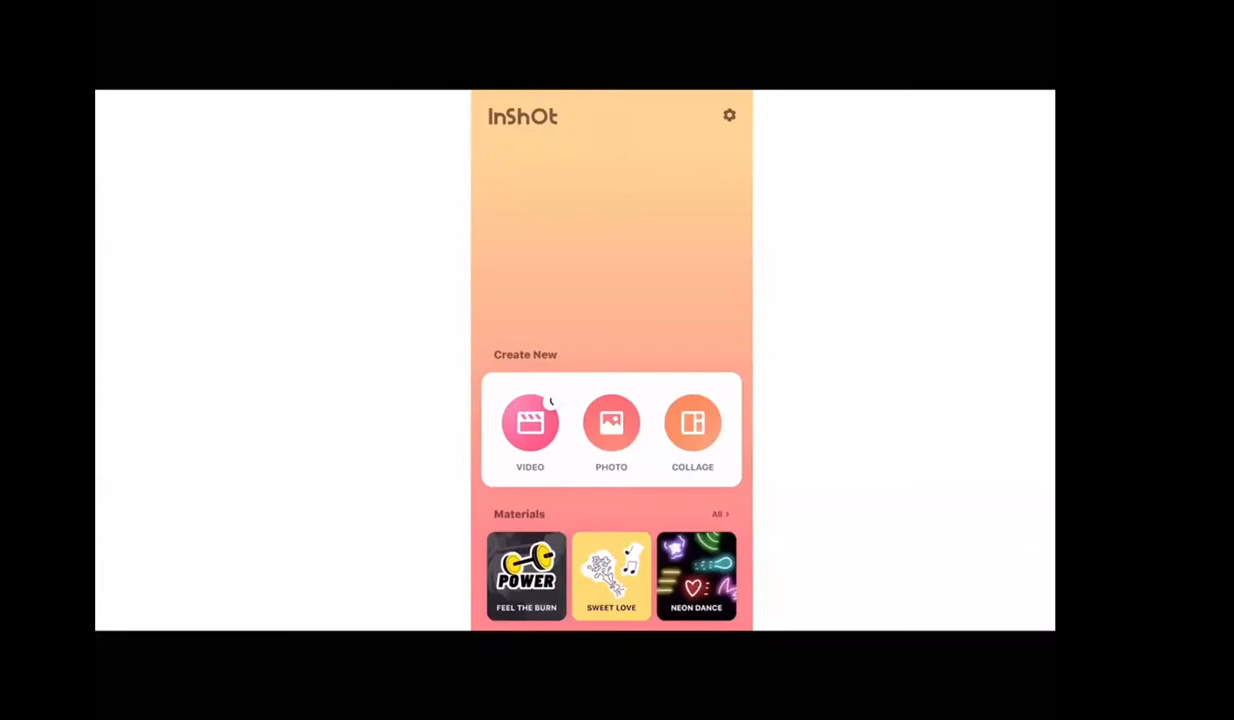 InShOt
Create New
VIDEO PHOTO COLLAGE
Materials All >
POWER
FEEL THE BURN SWEET LOVE NEON DANCE